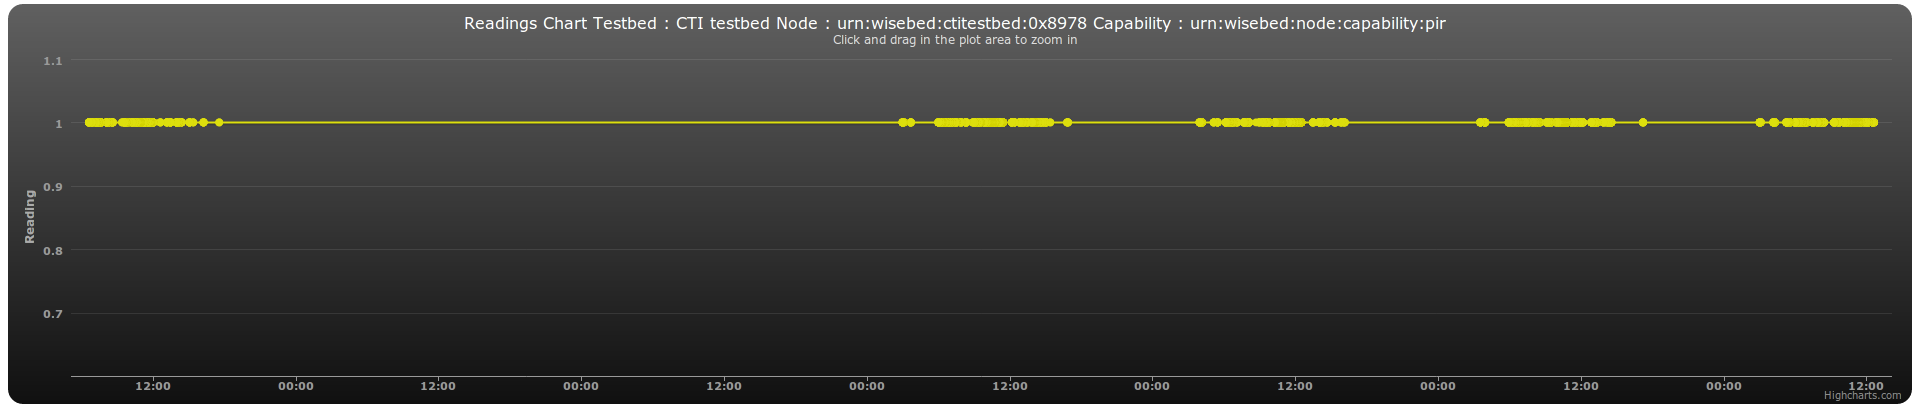 Readings Chart Testbed : CTI testbed Node : urn:wisebed:ctitestbed:0x8978 Capability : urn:wisebed:node:capability:pir
Click and drag in the plot area to zoom in
1.1
1
0.9
0.8
0.7
Reading
12:00 00:00 12:00 00:00 12:00 00:00 12:00 00:00 12:00 00:00 12:00 00:00 12:00
Highcharts.com